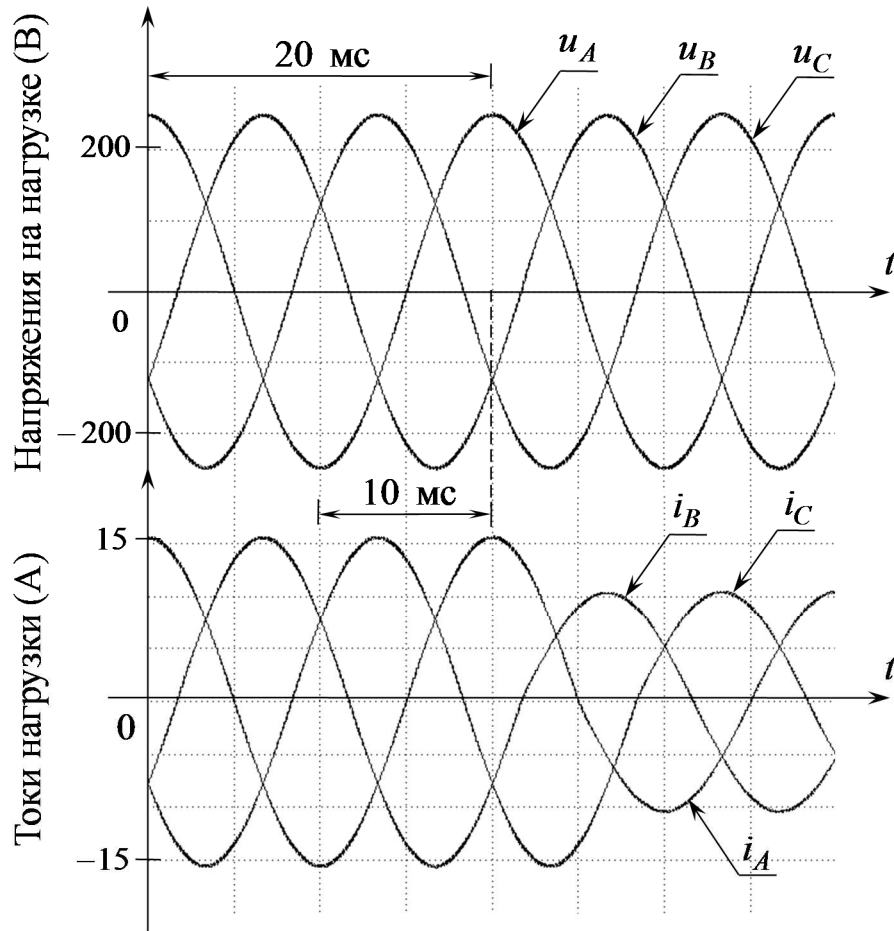 Напряжения на нагрузке (В)
20 мс
u_A
u_B
u_C
200
t
0
–200
Токи нагрузки (А)
10 мс
i_B
i_C
15
t
0
–15
i_A